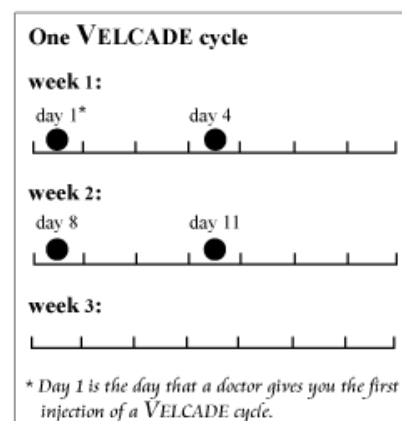 One VELCADE cycle
week 1:
day 1* day 4
week 2:
day 8 day 11
week 3:
* Day 1 is the day that a doctor gives you the first
injection of a VELCADE cycle.